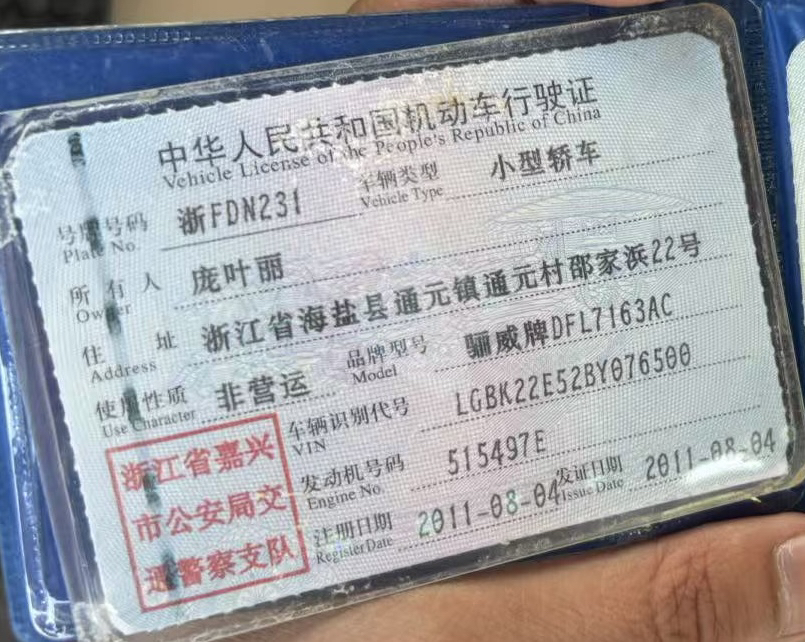 中华人民共和国机动车行驶证
Vehicle License of the People's Republic of China
号牌号码 浙FDN231 车辆类型 小型轿车
Plate No. Vehicle Type
所有人 庞叶丽
Owner
住址 浙江省海盐县通元镇通元村邵家浜22号
Address
使用性质 非营运 品牌型号 骊威牌DFL7163AC
Use Character Model
车辆识别代号 LGBK22E52BY076500
VIN
发动机号码 515497E
Engine No.
注册日期 2011-08-04 发证日期 2011-08-04
Register Date Issue Date
浙江省嘉兴
市公安局交
通警察支队